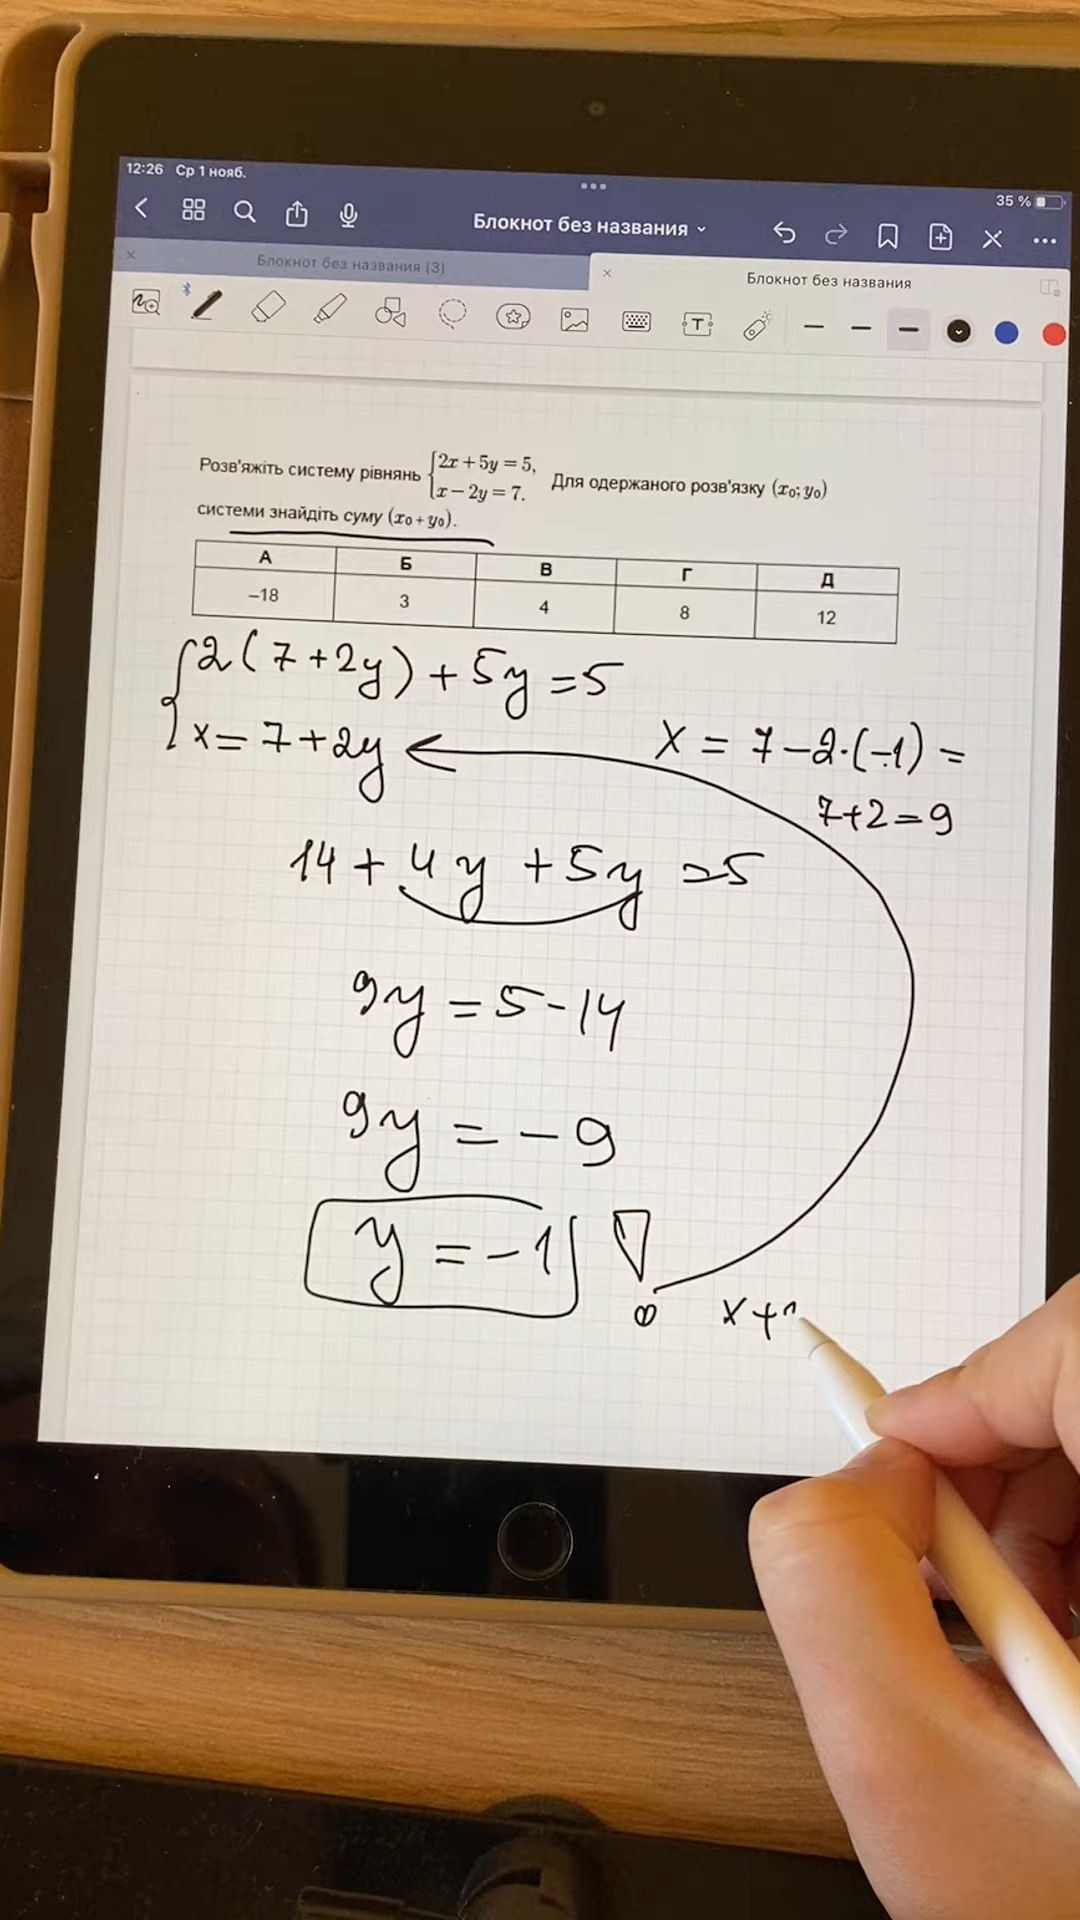 12:26 Ср 1 нояб.
35 %
Блокнот без названия
Блокнот без названия (3)
Блокнот без названия
T
Розв'яжіть систему рівнянь {2x + 5y = 5, x − 2y = 7. Для одержаного розв'язку (x₀; y₀)
системи знайдіть суму (x₀ + y₀).
А Б В Г Д
−18 3 4 8 12
2(7+2y)+5y=5
x=7+2y
x=7−2·(−1)=
7+2=9
14+4y+5y=5
9y=5−14
9y=−9
y=−1
x+